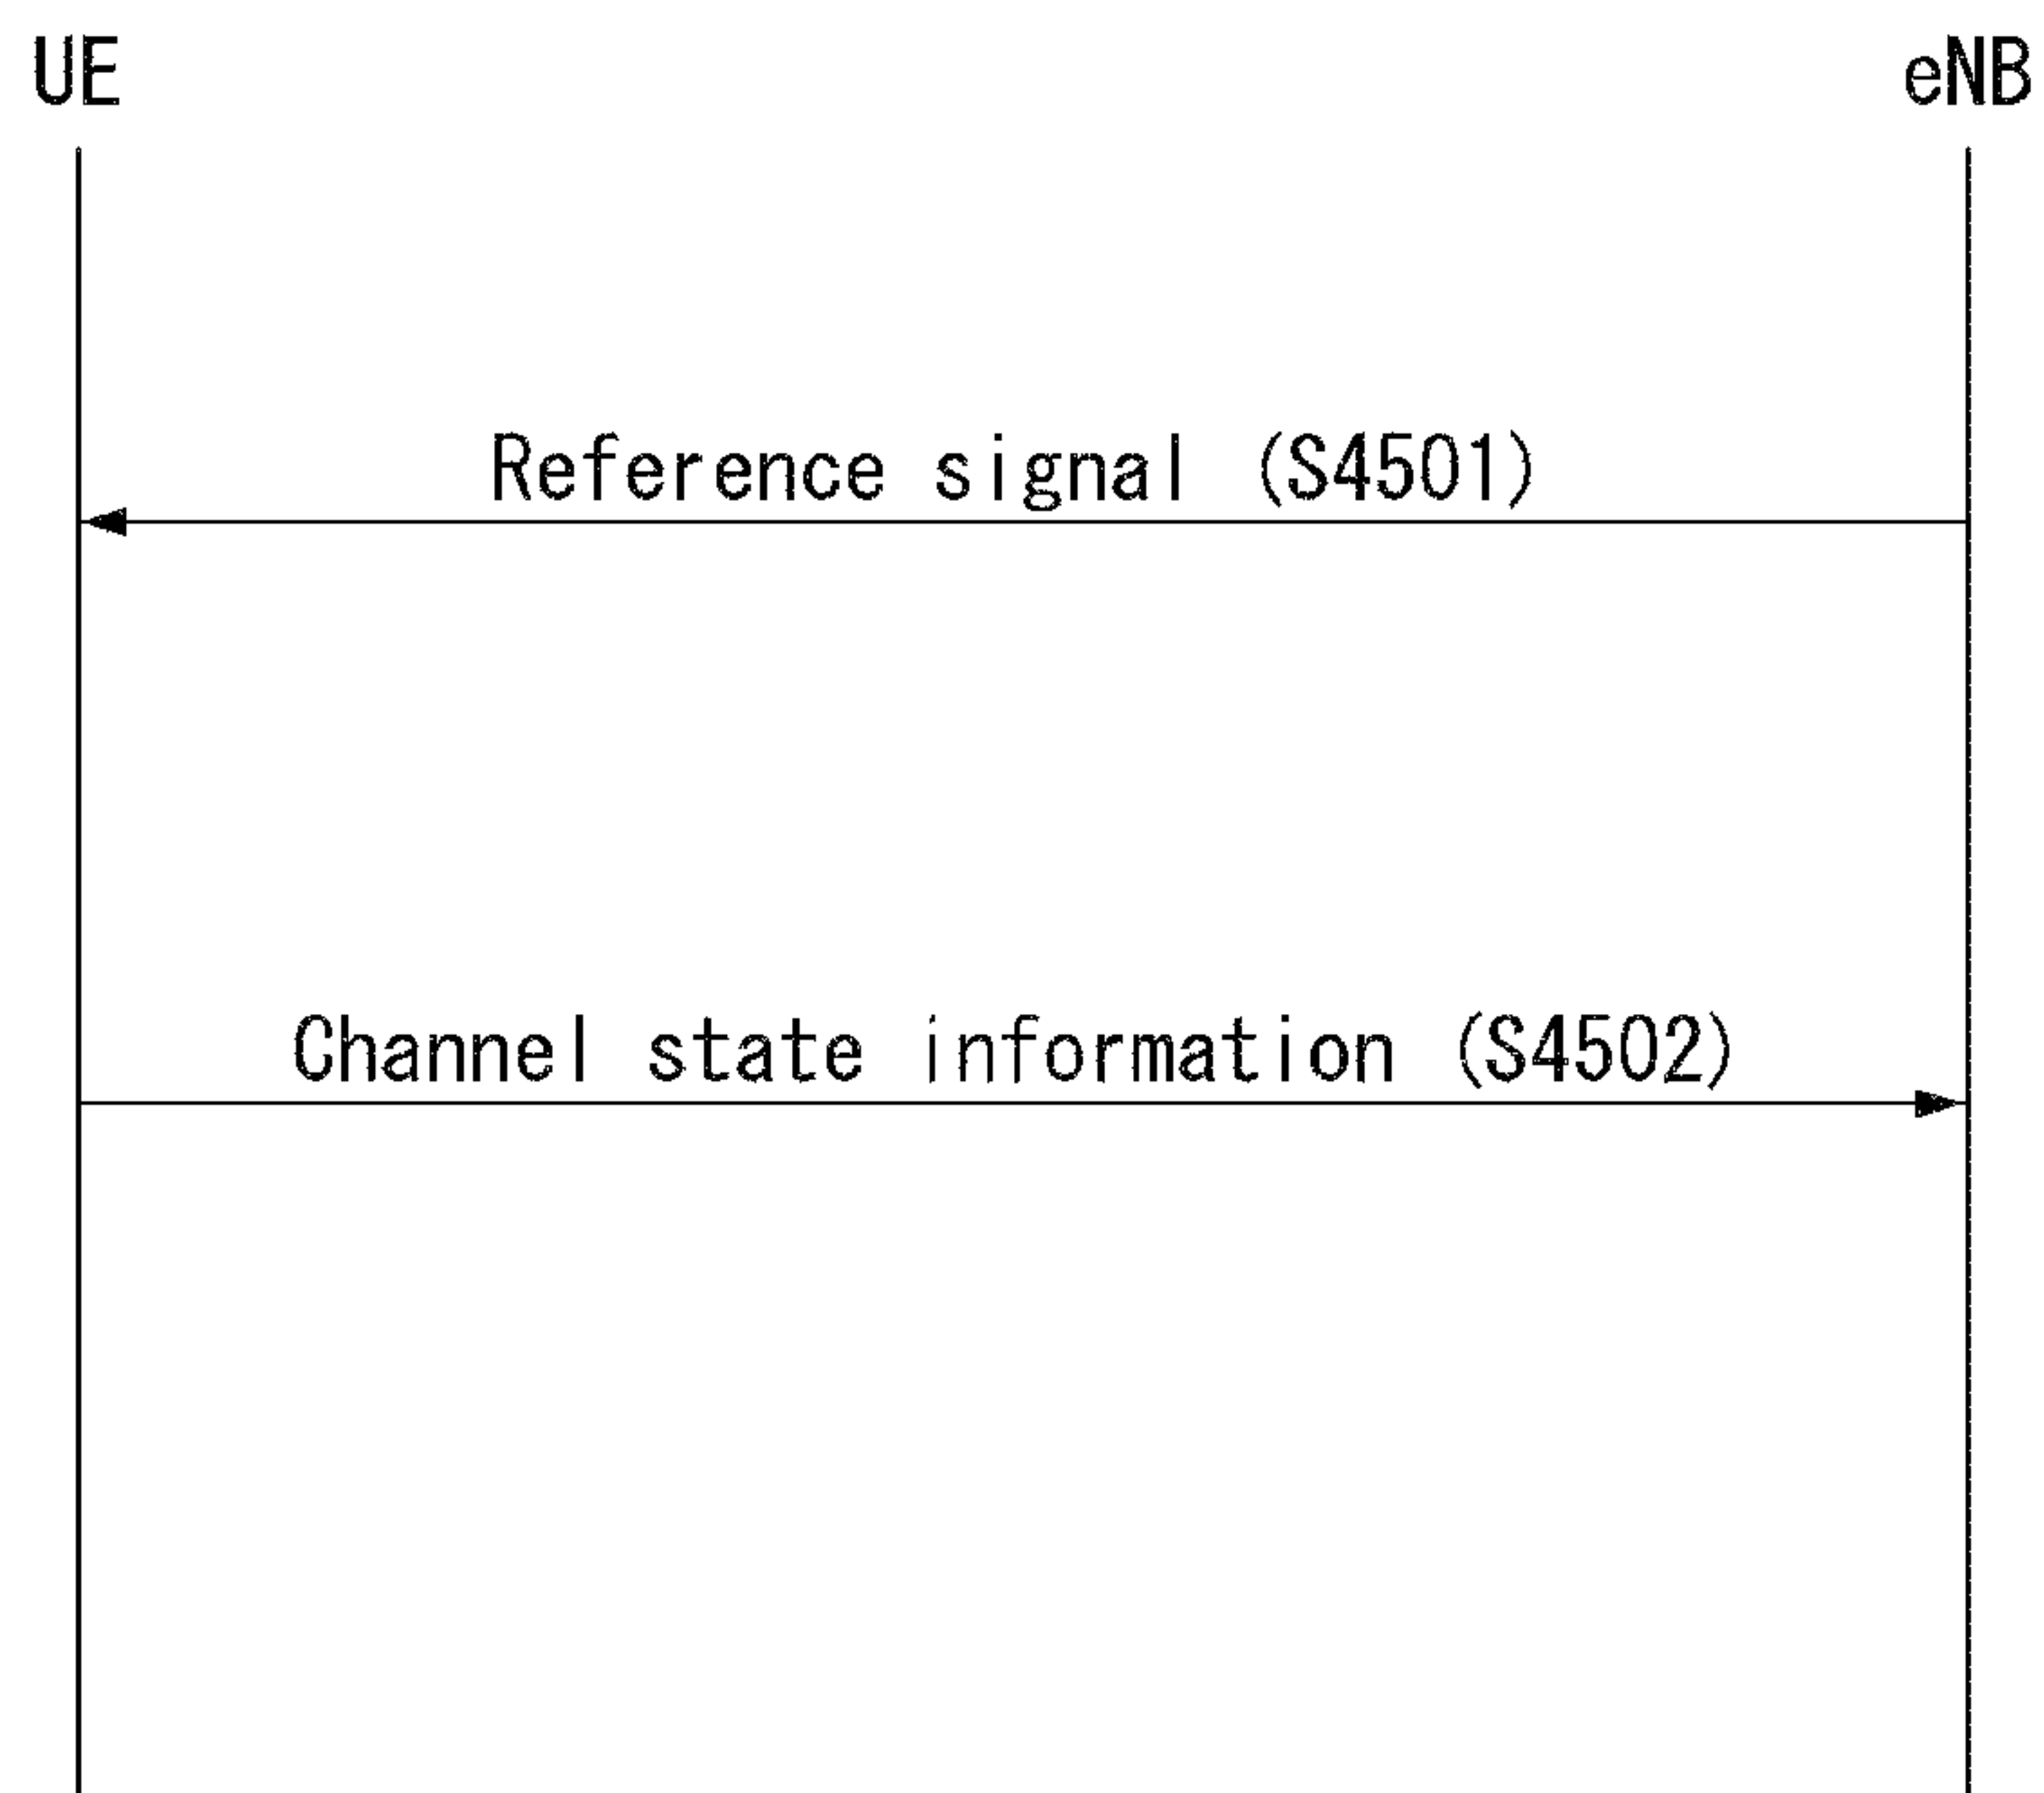 UE eNB
Reference signal (S4501)
Channel state information (S4502)